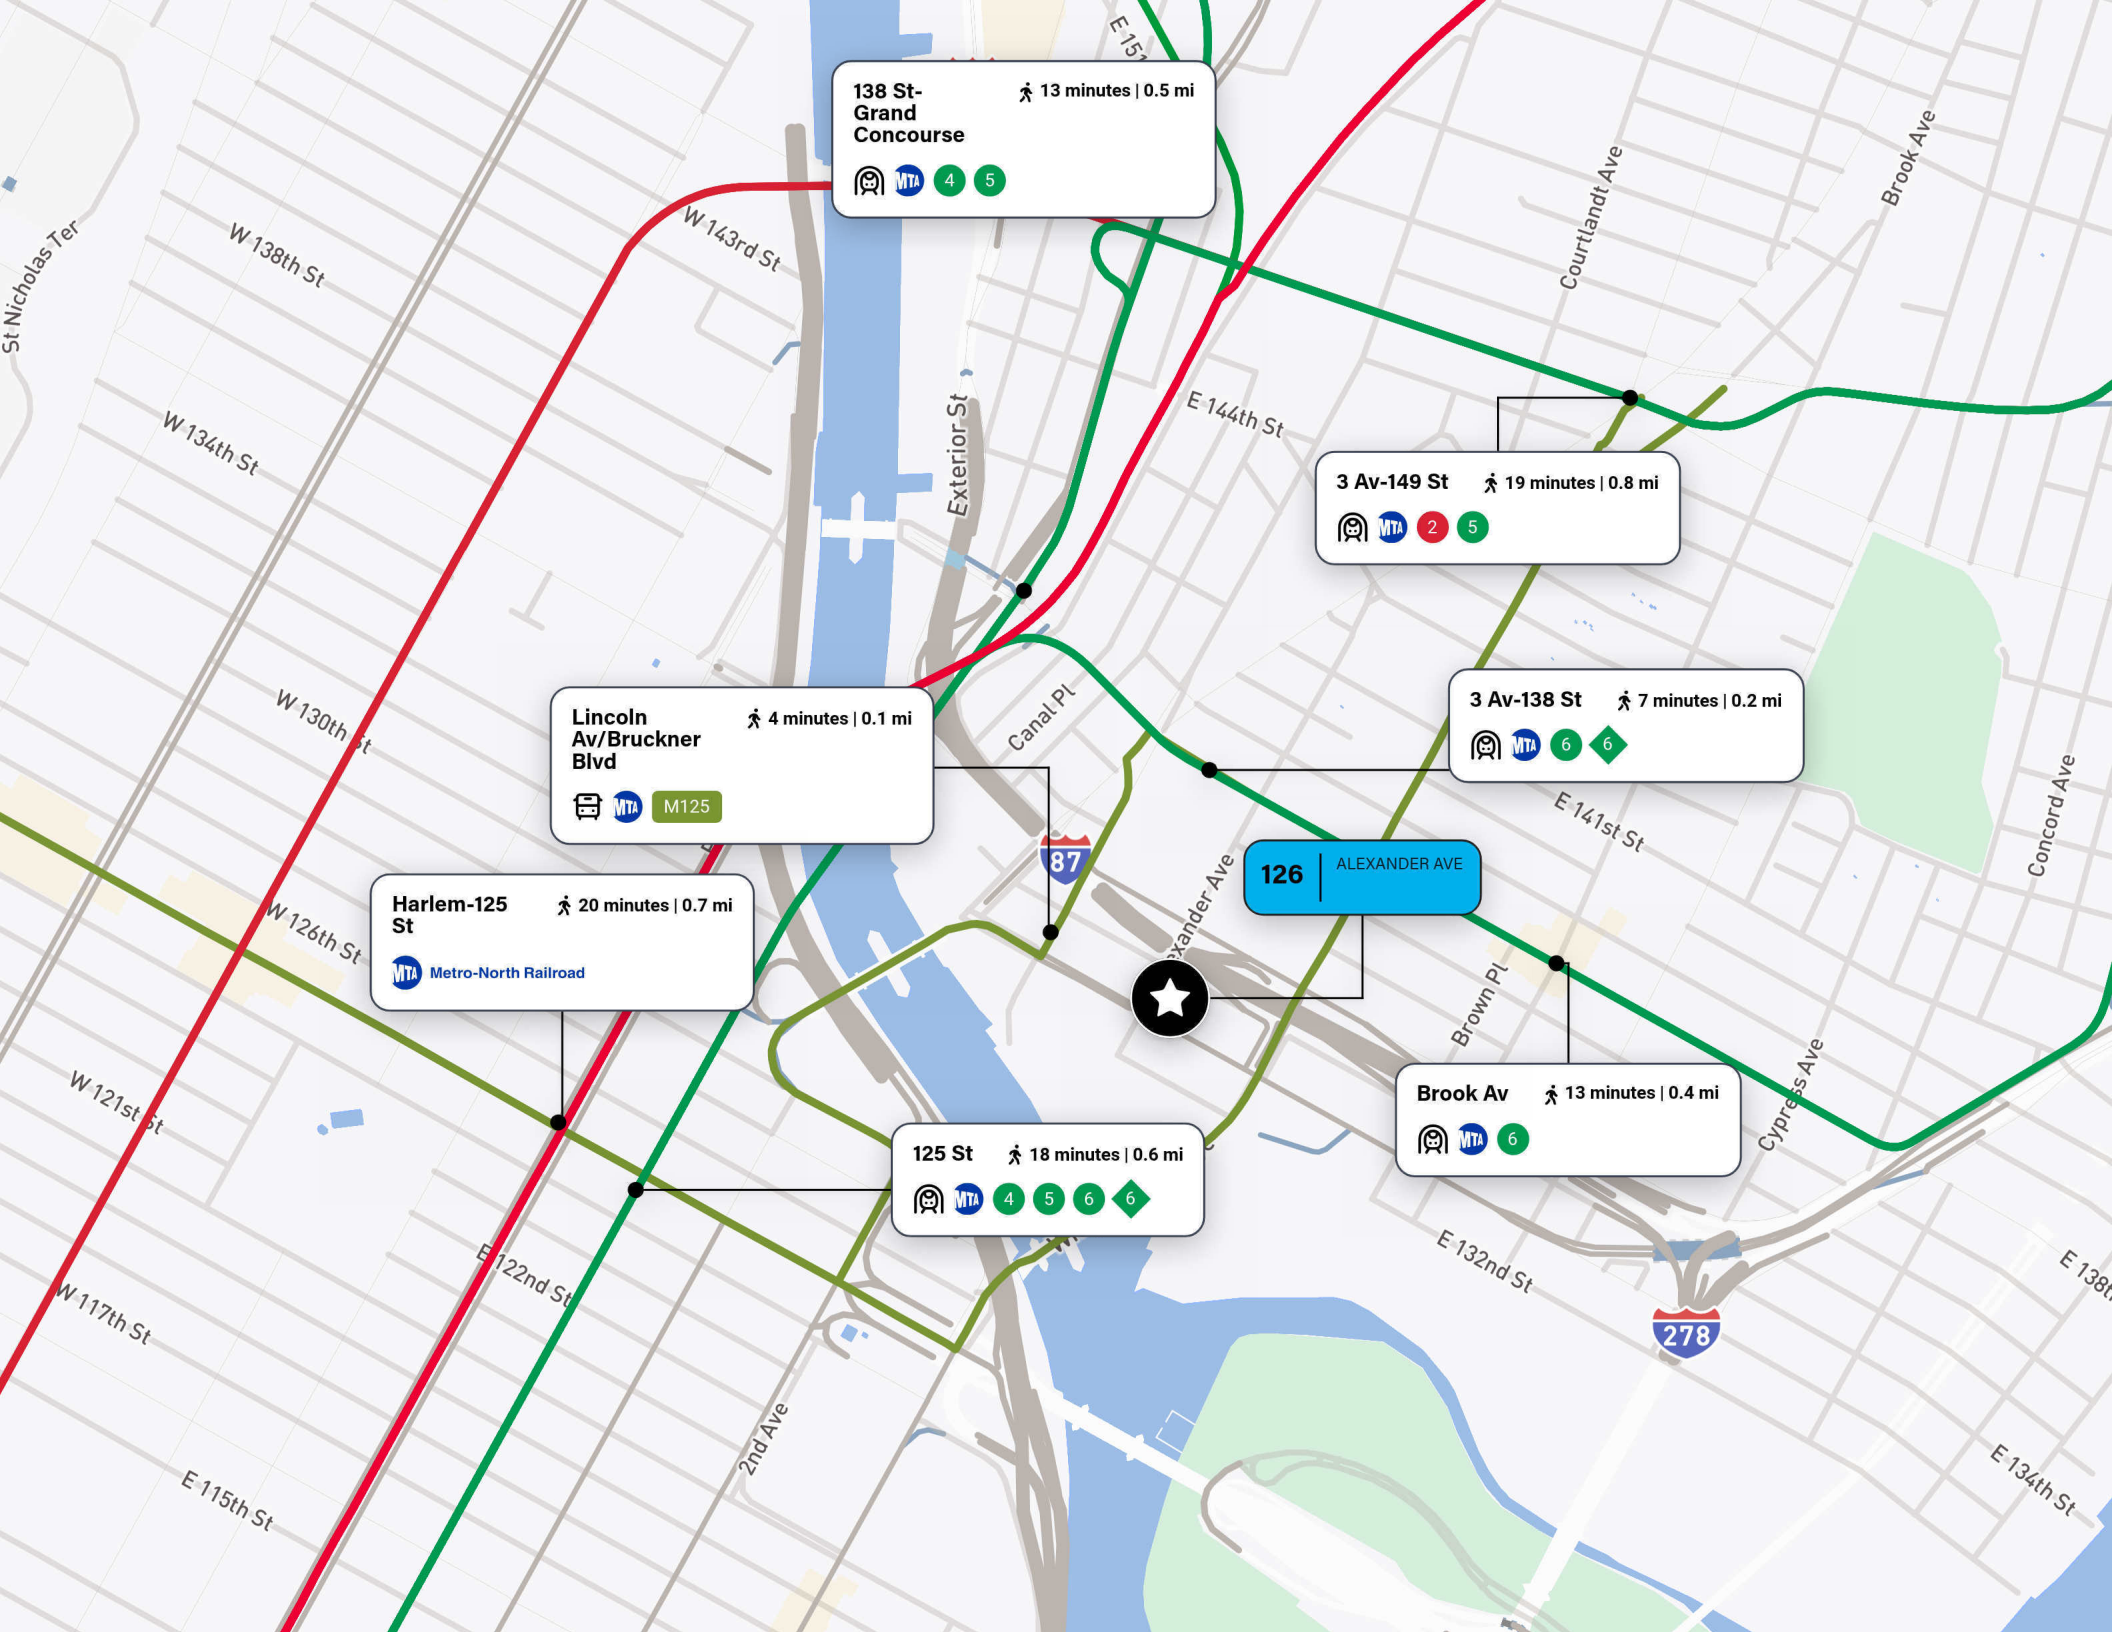 E 151
138 St-
Grand
Concourse
13 minutes | 0.5 mi
MTA 4 5
Brook Ave
Courtlandt Ave
W 143rd St
W 138th St
St Nicholas Ter
Exterior St
E 144th St
W 134th St
3 Av-149 St
19 minutes | 0.8 mi
MTA 2 5
W 130th St
Canal Pl
Lincoln
Av/Bruckner
Blvd
4 minutes | 0.1 mi
MTA M125
3 Av-138 St
7 minutes | 0.2 mi
MTA 6 6
E 141st St
Concord Ave
87
126
ALEXANDER AVE
exander Ave
Harlem-125
St
20 minutes | 0.7 mi
MTA Metro-North Railroad
W 126th St
Brown Pl
W 121st St
Brook Av
13 minutes | 0.4 mi
MTA 6
Cypress Ave
125 St
18 minutes | 0.6 mi
MTA 4 5 6 6
E 122nd St
E 132nd St
E 138th
W 117th St
278
2nd Ave
E 115th St
E 134th St